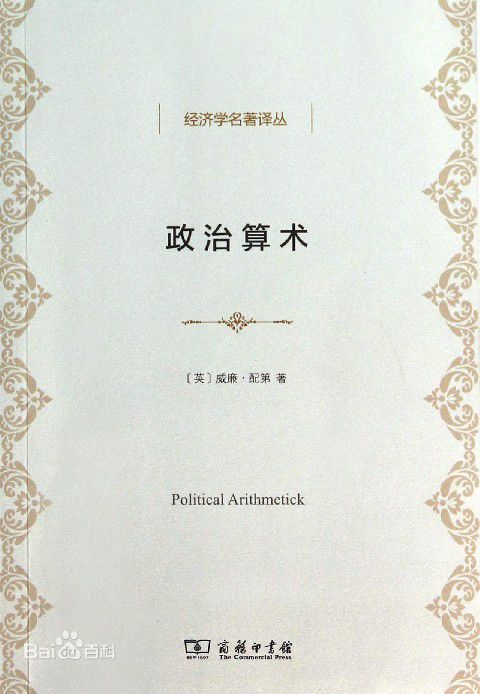 经济学名著译丛
政治算术
〔英〕威廉·配第 著
Political Arithmetick
商务印书馆
The Commercial Press
Bai百科